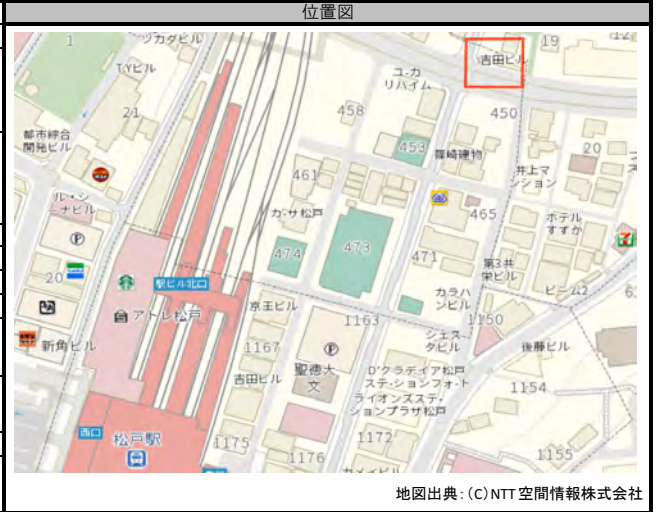 位置図
1
ツカダビル
19
T.Yビル
吉田ビル
ユーカ
リハイム
21
458
450
都市綜合
開発ビル
453
篠崎建物
20
井上マ
ンション
461
ル・シ
ーナビル
カーサ松戸
465
ホテル
すずか
P
474
473
471
第3共
栄ビル
20
駅ビル北口
カラハ
ンビル
ビーム2
アトレ松戸
京王ビル
1163
1150
シェス
タビル
新角ビル
1167
P
後藤ビル
吉田ビル
聖徳大
文
D'クラディア松戸
ステーションフォート
ライオンズステー
ションプラザ松戸
1154
西口
松戸駅
1175
1176
1172
1155
カメイビル
地図出典：(C)NTT空間情報株式会社